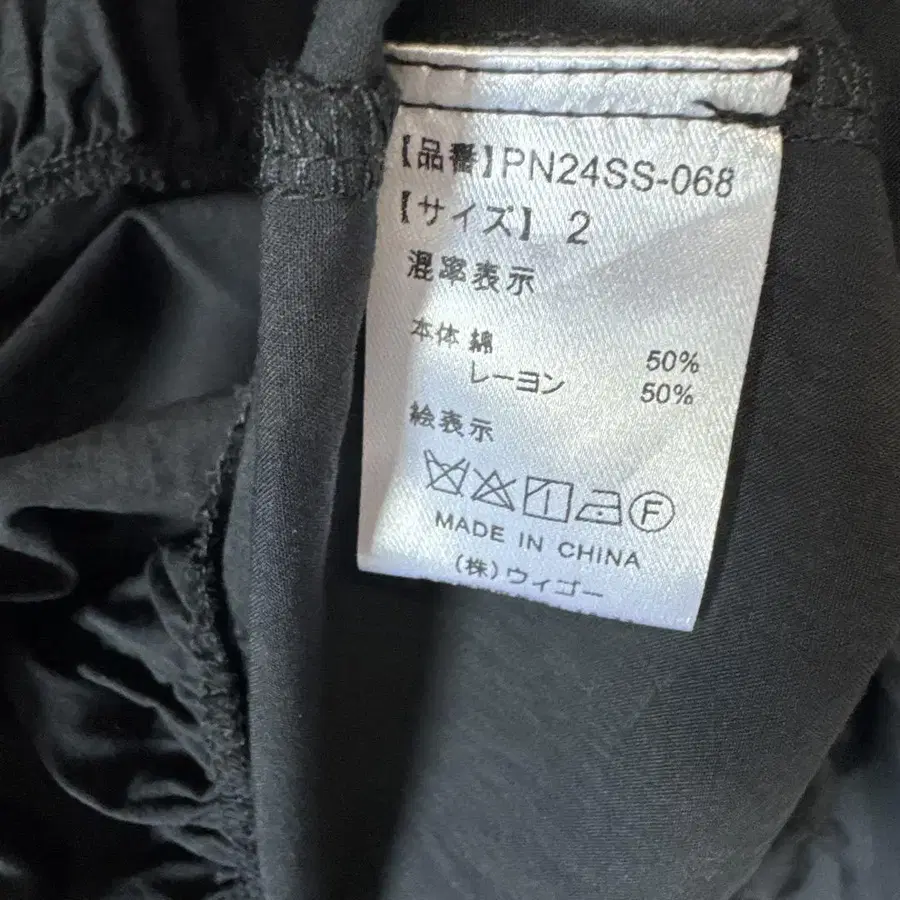 【品番】PN24SS-068
【サイズ】 2
混率表示
本体 綿 50%
レーヨン 50%
絵表示
F
MADE IN CHINA
(株)ウィゴー